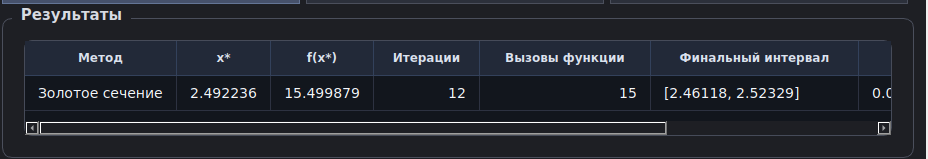 Результаты
Метод x* f(x*) Итерации Вызовы функции Финальный интервал
Золотое сечение 2.492236 15.499879 12 15 [2.46118, 2.52329]